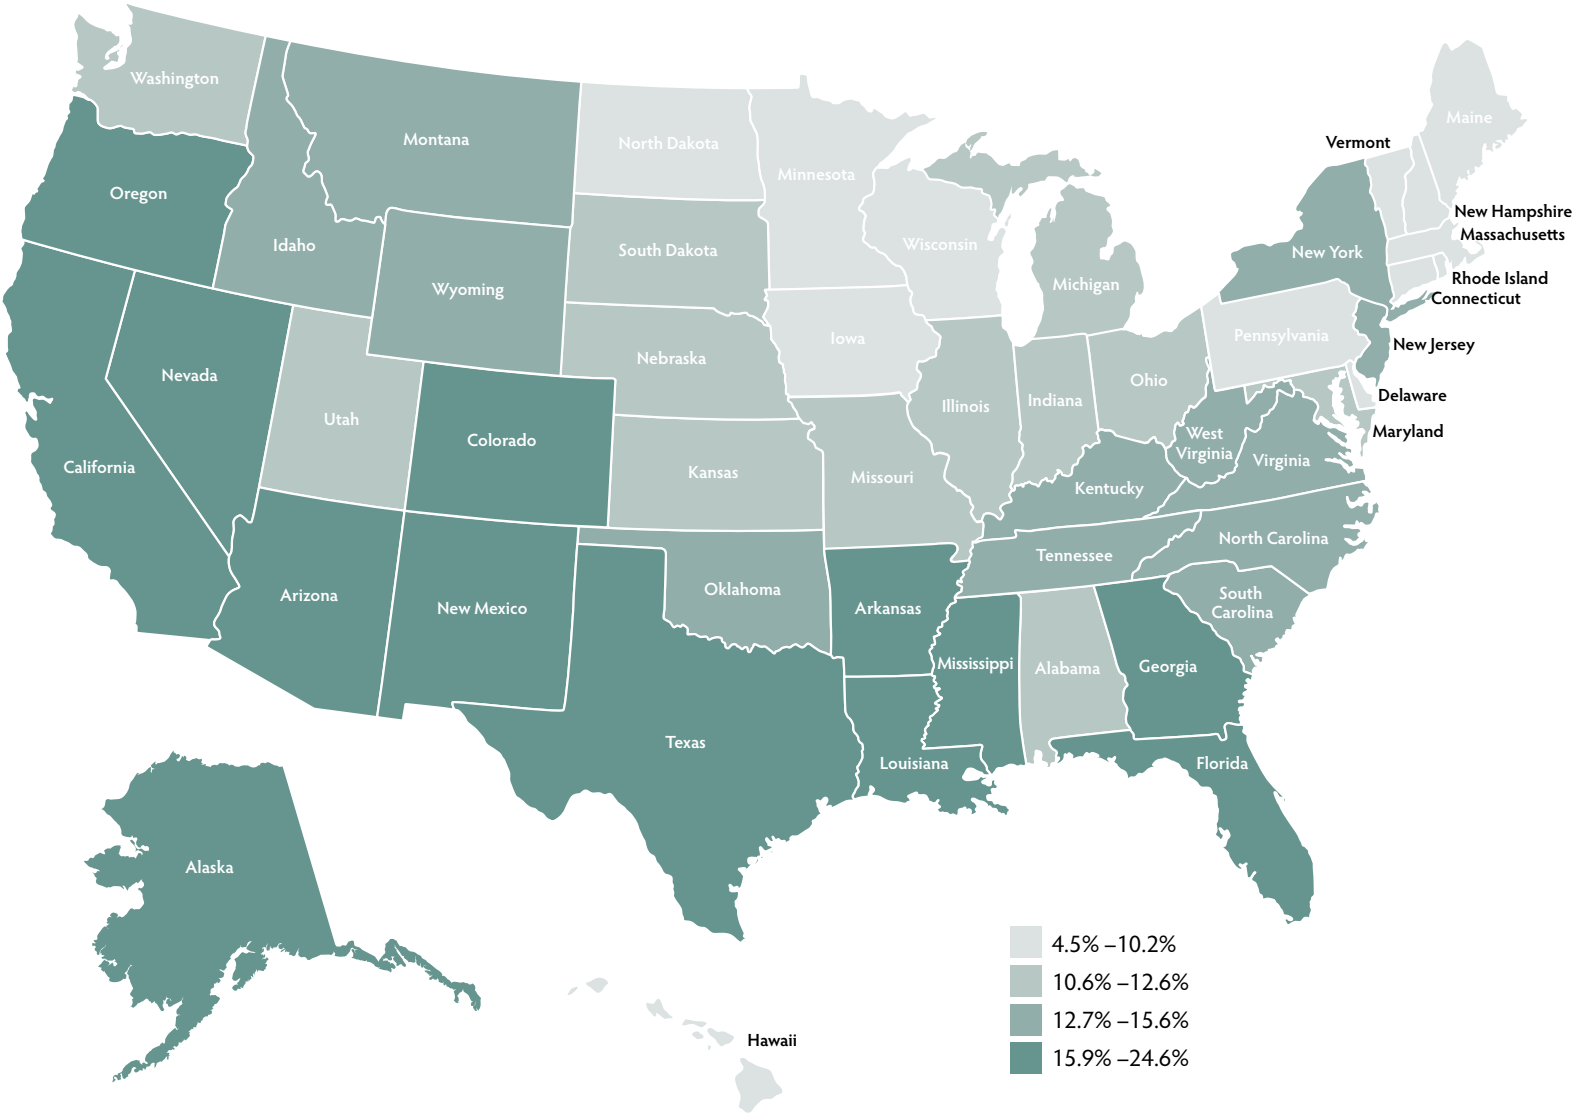 Washington
Montana
North Dakota
Minnesota
Maine
Vermont
Oregon
Idaho
South Dakota
Wisconsin
Michigan
New York
New Hampshire
Massachusetts
Rhode Island
Connecticut
Wyoming
Nebraska
Iowa
Pennsylvania
New Jersey
Nevada
Utah
Colorado
Illinois
Indiana
Ohio
Delaware
Maryland
California
Kansas
Missouri
Kentucky
West
Virginia
Virginia
Arizona
New Mexico
Oklahoma
Arkansas
Tennessee
North Carolina
South
Carolina
Texas
Louisiana
Mississippi
Alabama
Georgia
Florida
Alaska
Hawaii
4.5% –10.2%
10.6% –12.6%
12.7% –15.6%
15.9% –24.6%